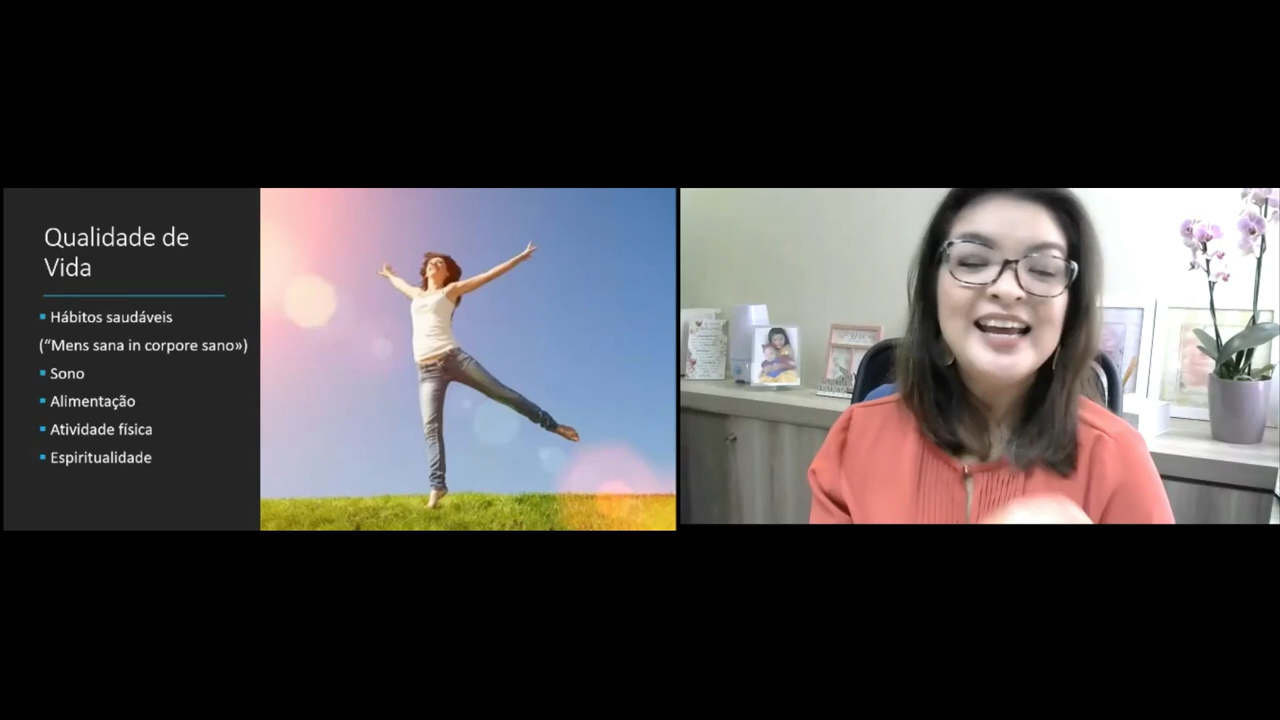 Qualidade de
Vida
▪ Hábitos saudáveis
(“Mens sana in corpore sano»)
▪ Sono
▪ Alimentação
▪ Atividade física
▪ Espiritualidade